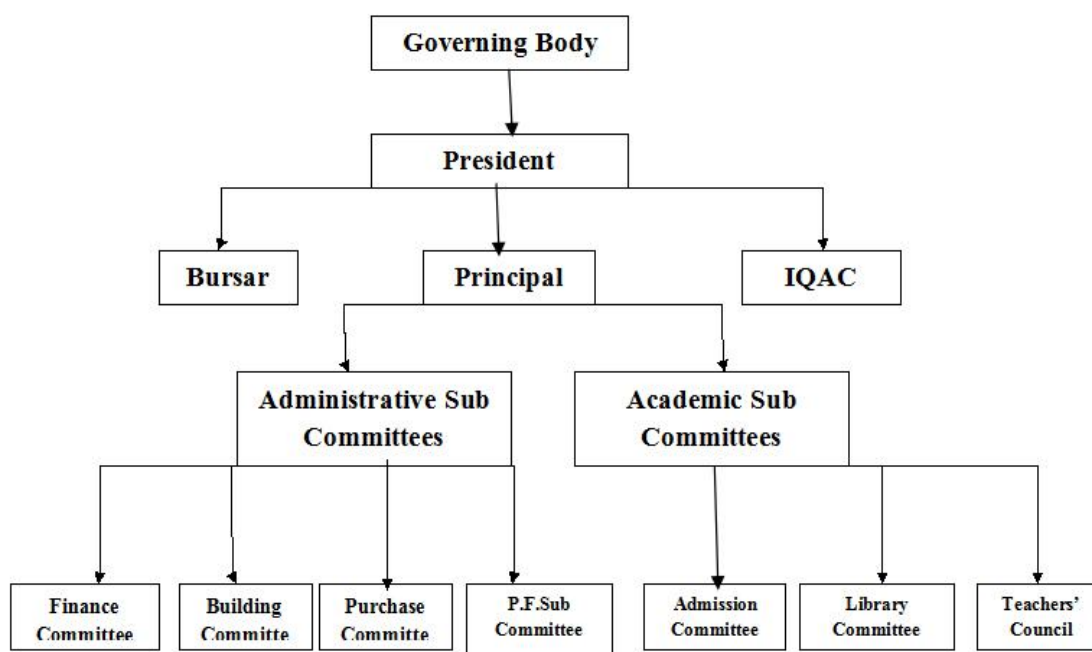 Governing Body
President
Bursar
Principal
IQAC
Administrative Sub
Committees
Academic Sub
Committees
Finance
Committee
Building
Committe
Purchase
Committe
P.F.Sub
Committee
Admission
Committee
Library
Committee
Teachers’
Council